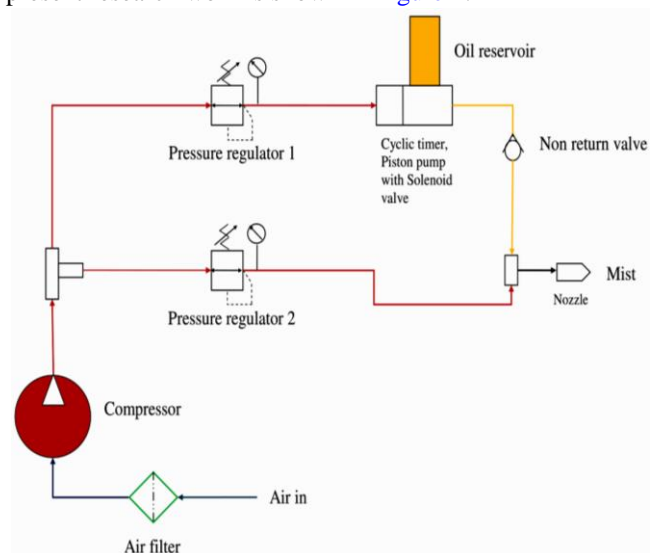 Oil reservoir
Pressure regulator 1
Cyclic timer,
Piston pump
with Solenoid
valve
Non return valve
Pressure regulator 2
Mist
Nozzle
Compressor
Air in
Air filter